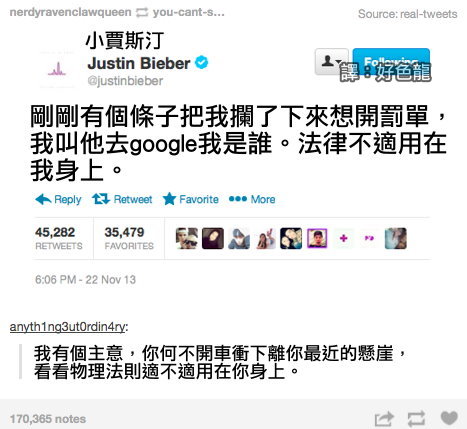 nerdyravenclawqueen you-cant-s... Source: real-tweets
小賈斯汀
Justin Bieber
@justinbieber
Following
譯：好色龍
剛剛有個條子把我攔了下來想開罰單，
我叫他去google我是誰。法律不適用在
我身上。
Reply Retweet Favorite More
45,282 35,479
RETWEETS FAVORITES
6:06 PM - 22 Nov 13
anyth1ng3ut0rdin4ry:
我有個主意，你何不開車衝下離你最近的懸崖，
看看物理法則適不適用在你身上。
170,365 notes